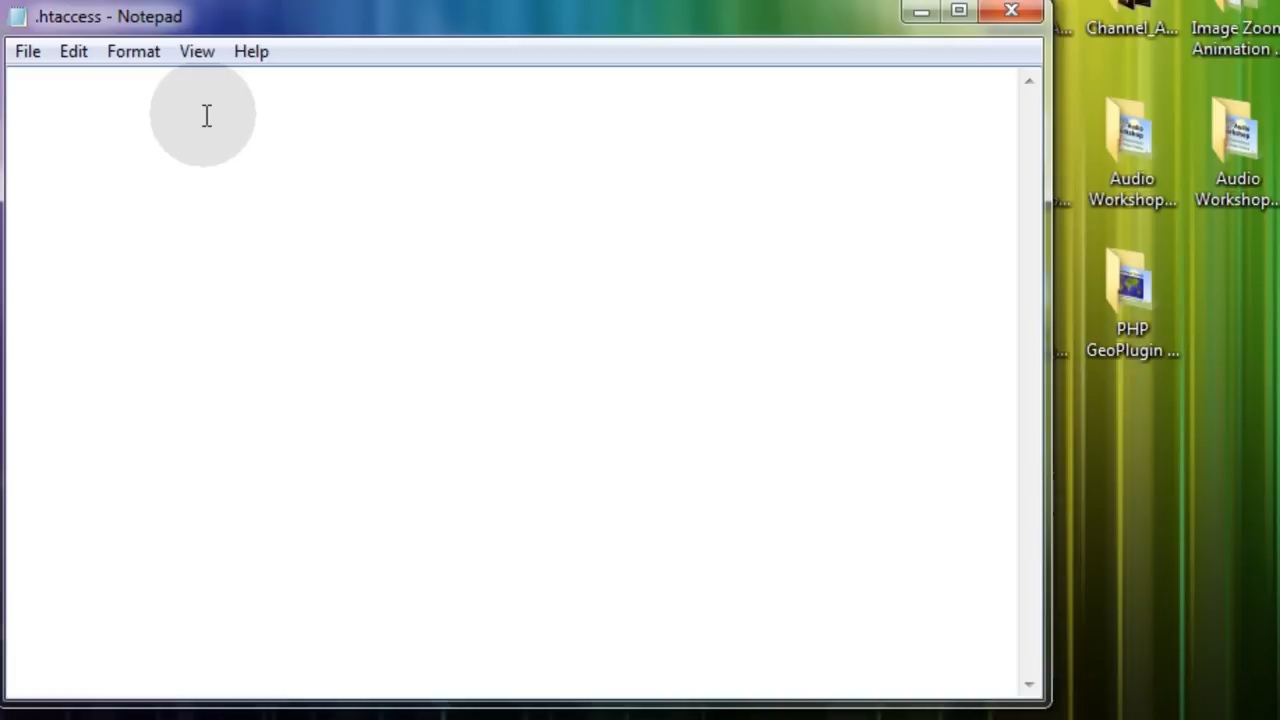 .htaccess - Notepad
File Edit Format View Help
Channel_A...
Image Zoom
Animation ...
Audio
Workshop...
Audio
Workshop...
PHP
GeoPlugin ...